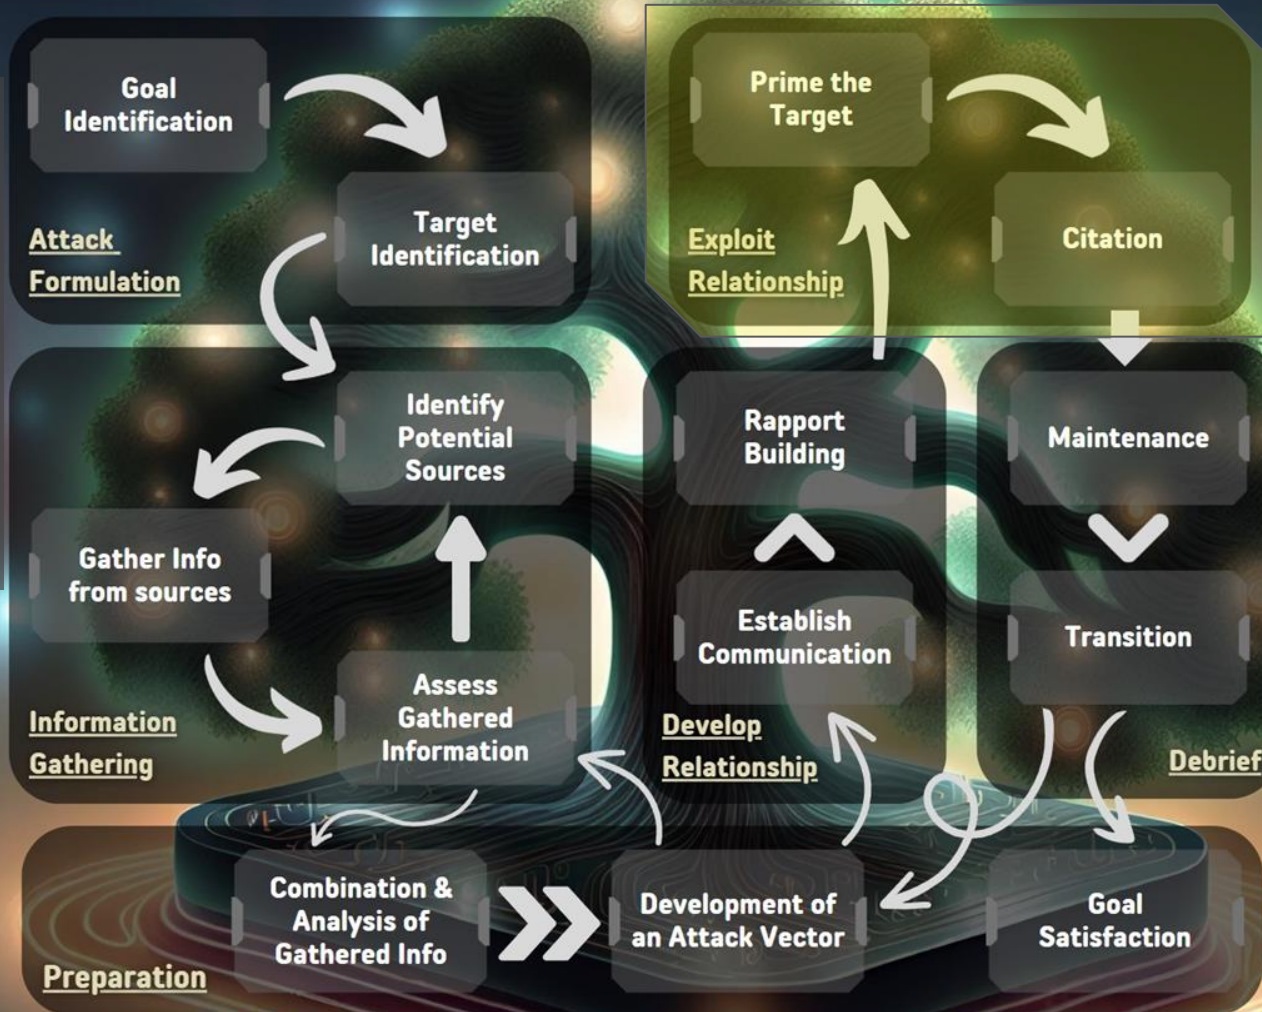 Goal
Identification
Target
Identification
Attack
Formulation
Prime the
Target
Citation
Exploit
Relationship
Identify
Potential
Sources
Gather Info
from sources
Assess
Gathered
Information
Information
Gathering
Rapport
Building
Establish
Communication
Develop
Relationship
Maintenance
Transition
Debrief
Combination &
Analysis of
Gathered Info
Development of
an Attack Vector
Goal
Satisfaction
Preparation